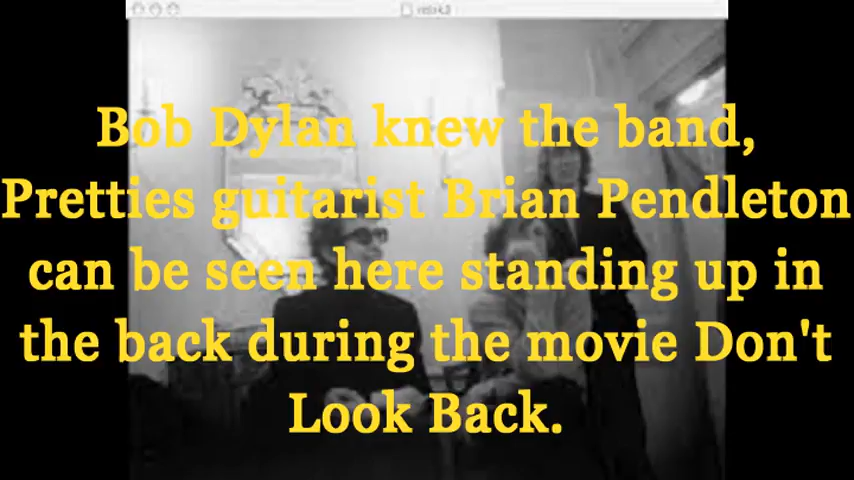 Bob Dylan knew the band,
Pretties guitarist Brian Pendleton
can be seen here standing up in
the back during the movie Don't
Look Back.